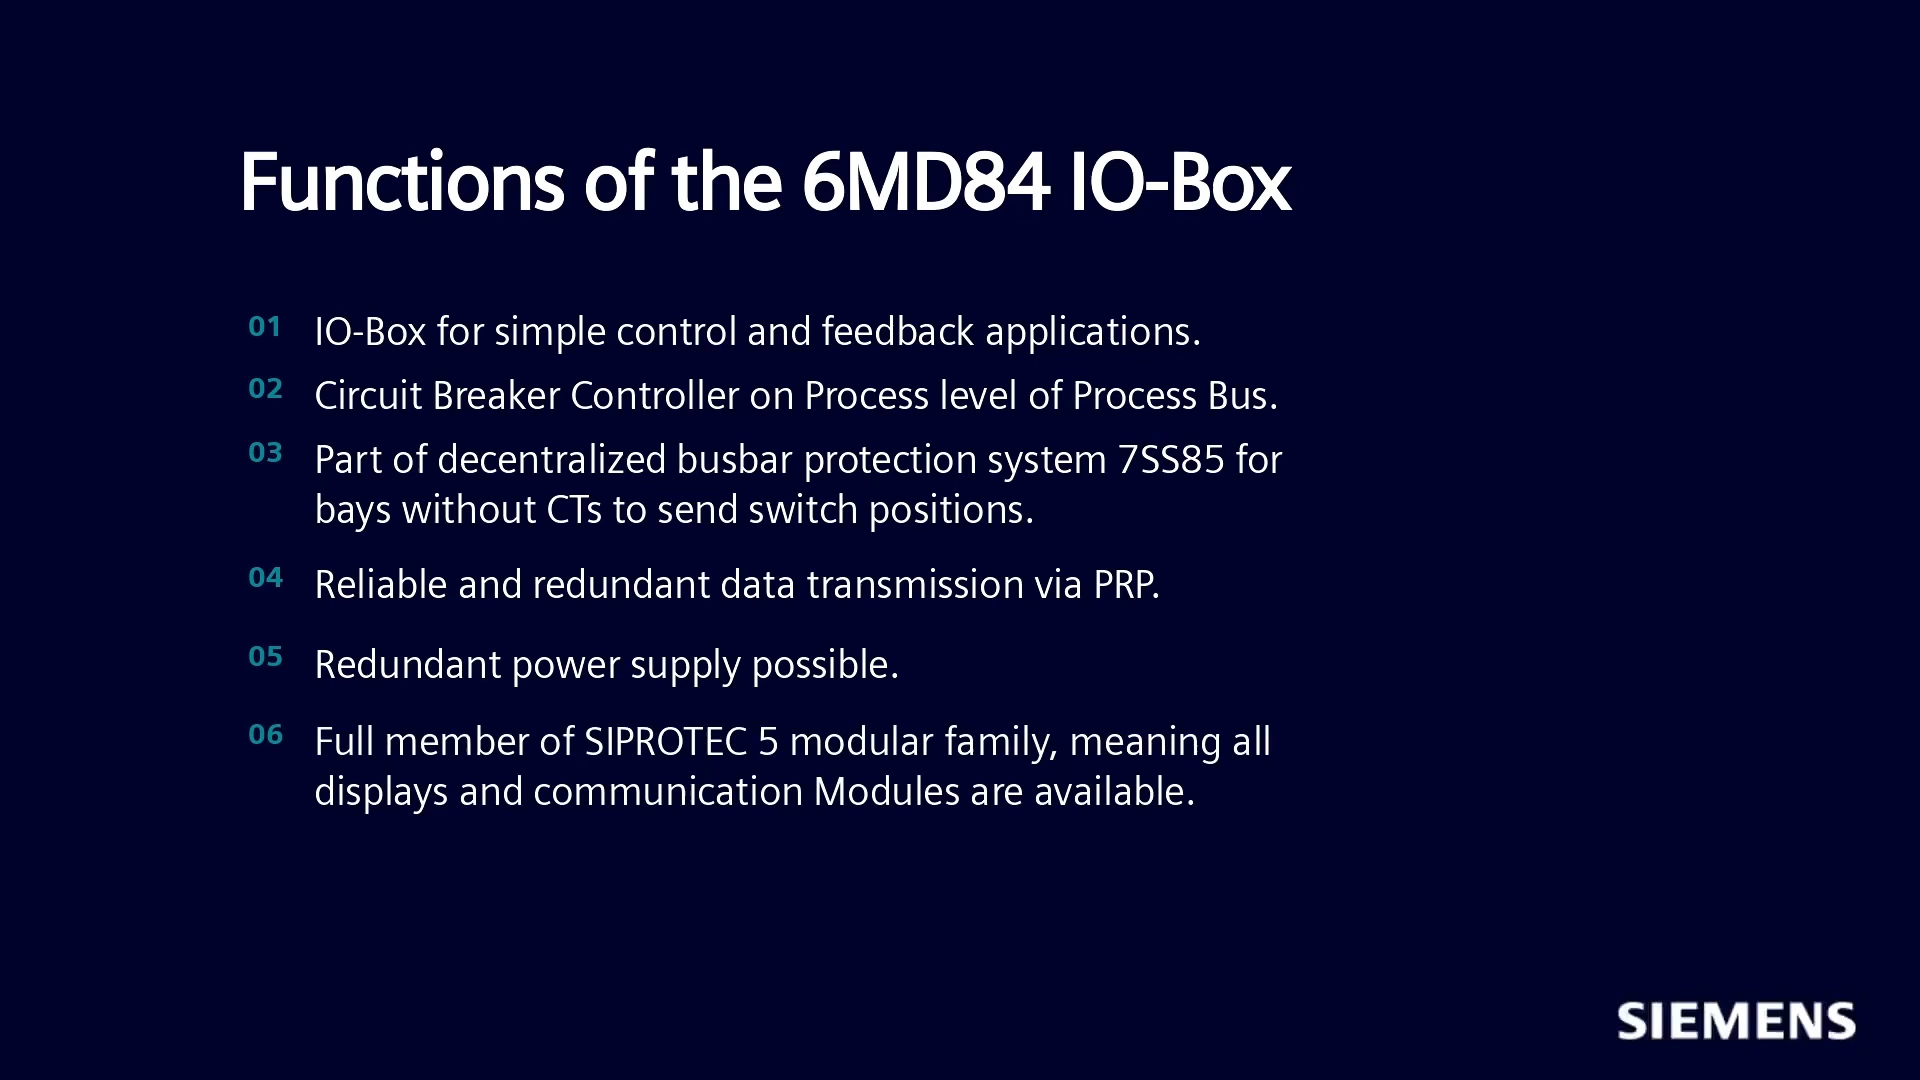 Functions of the 6MD84 IO-Box
01 IO-Box for simple control and feedback applications.
02 Circuit Breaker Controller on Process level of Process Bus.
03 Part of decentralized busbar protection system 7SS85 for
bays without CTs to send switch positions.
04 Reliable and redundant data transmission via PRP.
05 Redundant power supply possible.
06 Full member of SIPROTEC 5 modular family, meaning all
displays and communication Modules are available.
SIEMENS